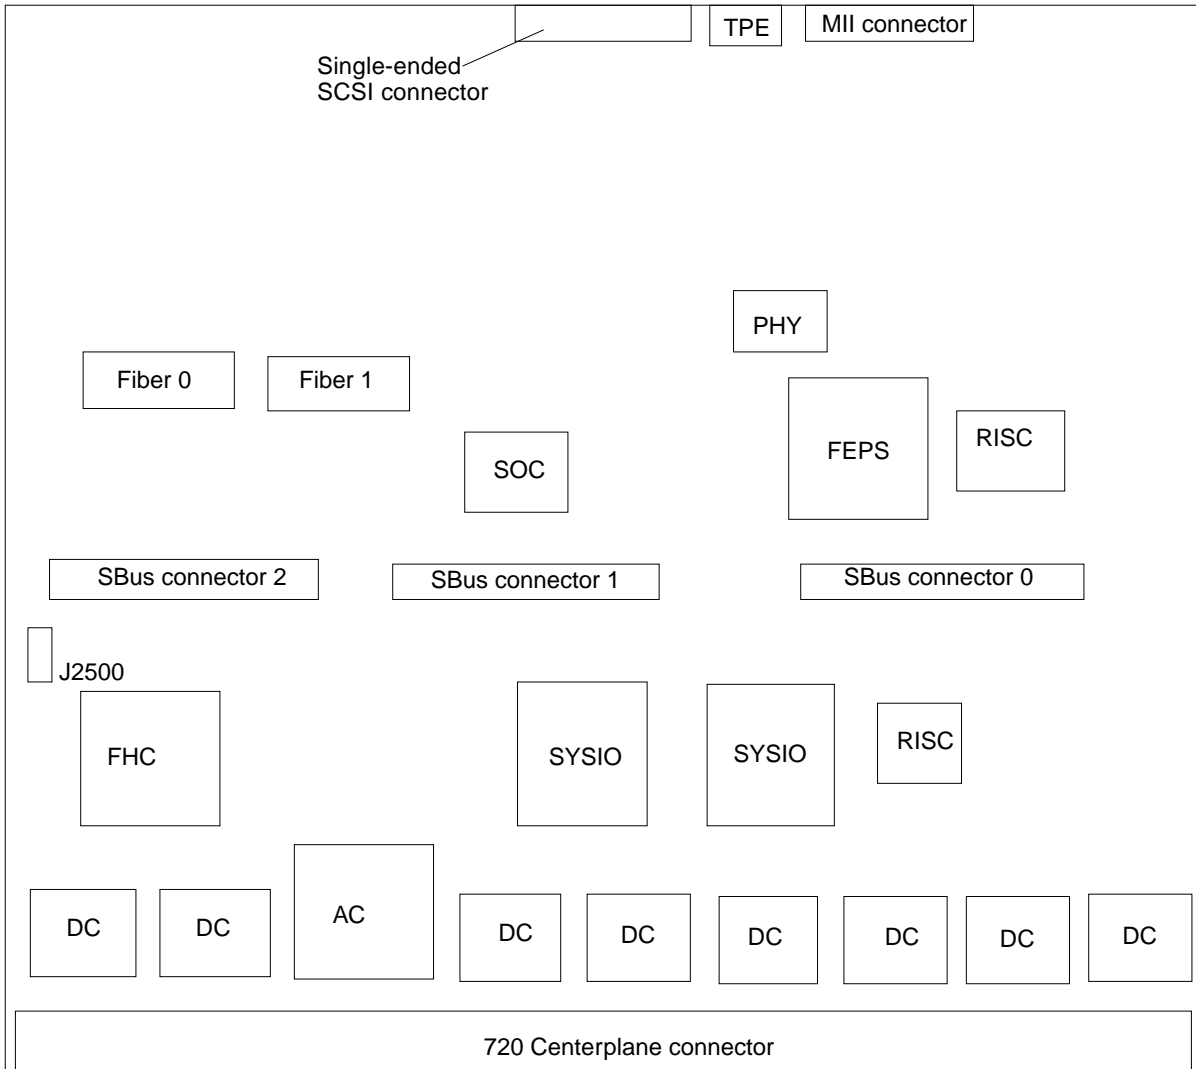 TPE
MII connector
Single-ended
SCSI connector
PHY
Fiber 0
Fiber 1
FEPS
RISC
SOC
SBus connector 2
SBus connector 1
SBus connector 0
J2500
FHC
SYSIO
SYSIO
RISC
DC
DC
AC
DC
DC
DC
DC
DC
DC
720 Centerplane connector